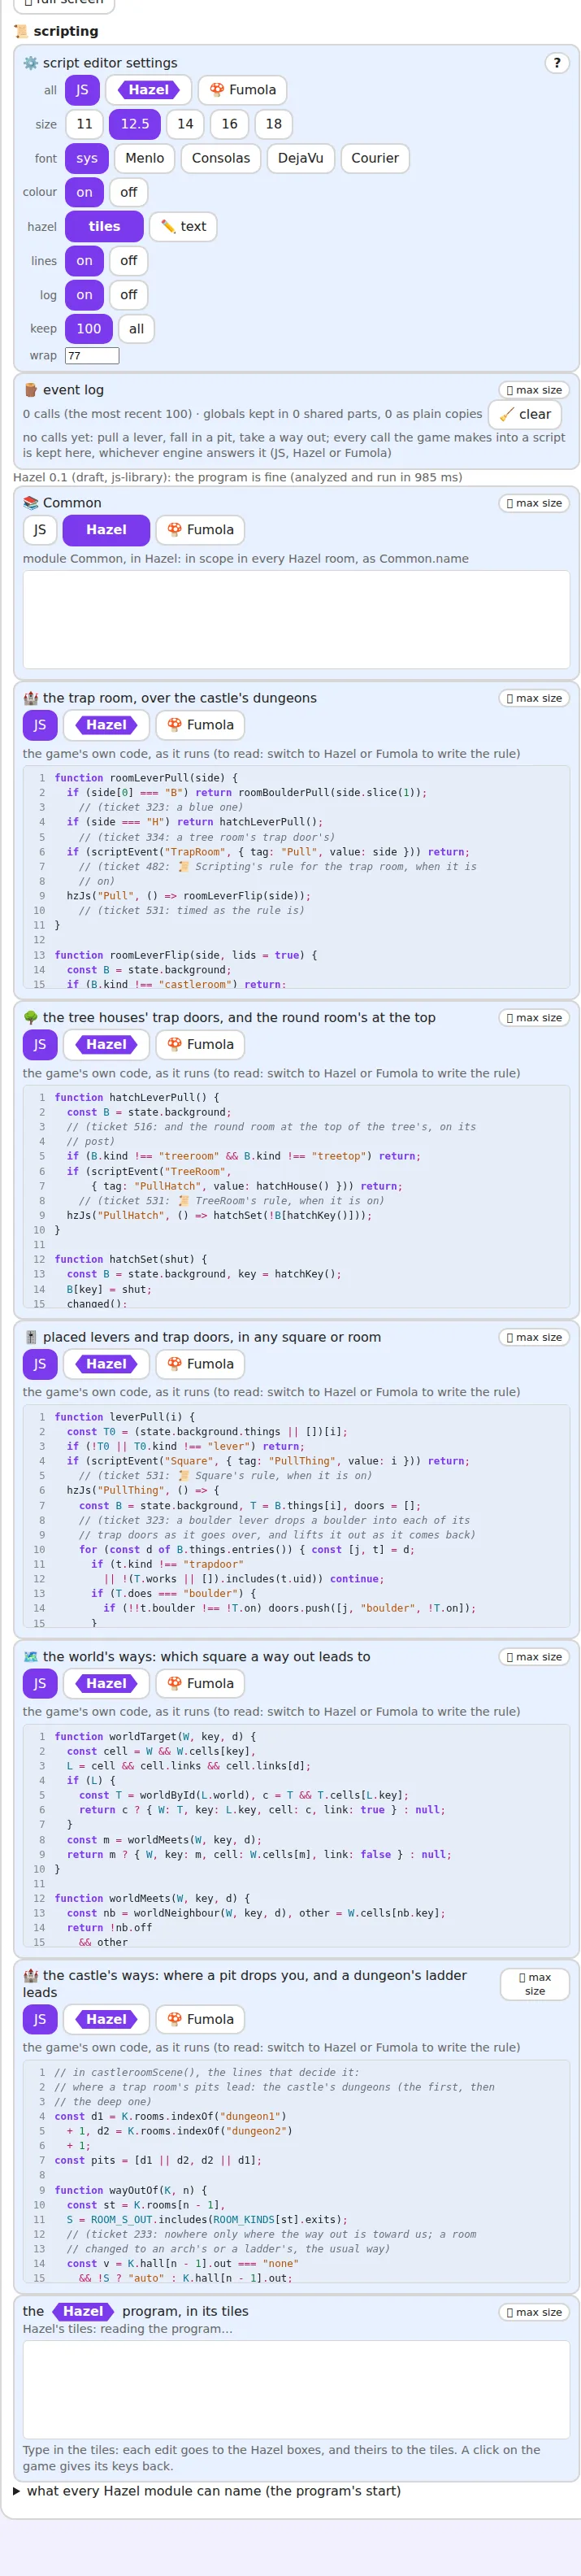 full screen
📜 scripting
⚙️ script editor settings ?
all JS Hazel 🍄 Fumola
size 11 12.5 14 16 18
font sys Menlo Consolas DejaVu Courier
colour on off
hazel tiles ✏️ text
lines on off
log on off
keep 100 all
wrap 77
🪵 event log max size
0 calls (the most recent 100) · globals kept in 0 shared parts, 0 as plain copies 🧹 clear
no calls yet: pull a lever, fall in a pit, take a way out; every call the game makes into a script
is kept here, whichever engine answers it (JS, Hazel or Fumola)
Hazel 0.1 (draft, js-library): the program is fine (analyzed and run in 985 ms)
📚 Common max size
JS Hazel 🍄 Fumola
module Common, in Hazel: in scope in every Hazel room, as Common.name
🏰 the trap room, over the castle's dungeons max size
JS Hazel 🍄 Fumola
the game's own code, as it runs (to read: switch to Hazel or Fumola to write the rule)
1 function roomLeverPull(side) {
2   if (side[0] === "B") return roomBoulderPull(side.slice(1));
3     // (ticket 323: a blue one)
4   if (side === "H") return hatchLeverPull();
5     // (ticket 334: a tree room's trap door's)
6   if (scriptEvent("TrapRoom", { tag: "Pull", value: side })) return;
7     // (ticket 482: 📜 Scripting's rule for the trap room, when it is
8     // on)
9   hzJs("Pull", () => roomLeverFlip(side));
10     // (ticket 531: timed as the rule is)
11 }
12
13 function roomLeverFlip(side, lids = true) {
14   const B = state.background;
15   if (B.kind !== "castleroom") return;
🌳 the tree houses' trap doors, and the round room's at the top max size
JS Hazel 🍄 Fumola
the game's own code, as it runs (to read: switch to Hazel or Fumola to write the rule)
1 function hatchLeverPull() {
2   const B = state.background;
3   // (ticket 516: and the round room at the top of the tree's, on its
4   // post)
5   if (B.kind !== "treeroom" && B.kind !== "treetop") return;
6   if (scriptEvent("TreeRoom",
7       { tag: "PullHatch", value: hatchHouse() })) return;
8     // (ticket 531: 📜 TreeRoom's rule, when it is on)
9   hzJs("PullHatch", () => hatchSet(!B[hatchKey()]));
10 }
11
12 function hatchSet(shut) {
13   const B = state.background, key = hatchKey();
14   B[key] = shut;
15   changed();
🎚️ placed levers and trap doors, in any square or room max size
JS Hazel 🍄 Fumola
the game's own code, as it runs (to read: switch to Hazel or Fumola to write the rule)
1 function leverPull(i) {
2   const T0 = (state.background.things || [])[i];
3   if (!T0 || T0.kind !== "lever") return;
4   if (scriptEvent("Square", { tag: "PullThing", value: i })) return;
5     // (ticket 531: 📜 Square's rule, when it is on)
6   hzJs("PullThing", () => {
7     const B = state.background, T = B.things[i], doors = [];
8     // (ticket 323: a boulder lever drops a boulder into each of its
9     // trap doors as it goes over, and lifts it out as it comes back)
10     for (const d of B.things.entries()) { const [j, t] = d;
11       if (t.kind !== "trapdoor"
12         || !(T.works || []).includes(t.uid)) continue;
13       if (T.does === "boulder") {
14         if (!!t.boulder !== !T.on) doors.push([j, "boulder", !T.on]);
15       }
🗺️ the world's ways: which square a way out leads to max size
JS Hazel 🍄 Fumola
the game's own code, as it runs (to read: switch to Hazel or Fumola to write the rule)
1 function worldTarget(W, key, d) {
2   const cell = W && W.cells[key],
3   L = cell && cell.links && cell.links[d];
4   if (L) {
5     const T = worldById(L.world), c = T && T.cells[L.key];
6     return c ? { W: T, key: L.key, cell: c, link: true } : null;
7   }
8   const m = worldMeets(W, key, d);
9   return m ? { W, key: m, cell: W.cells[m], link: false } : null;
10 }
11
12 function worldMeets(W, key, d) {
13   const nb = worldNeighbour(W, key, d), other = W.cells[nb.key];
14   return !nb.off
15     && other
🏰 the castle's ways: where a pit drops you, and a dungeon's ladder
leads max size
JS Hazel 🍄 Fumola
the game's own code, as it runs (to read: switch to Hazel or Fumola to write the rule)
1 // in castleroomScene(), the lines that decide it:
2 // where a trap room's pits lead: the castle's dungeons (the first, then
3 // the deep one)
4 const d1 = K.rooms.indexOf("dungeon1")
5   + 1, d2 = K.rooms.indexOf("dungeon2")
6   + 1;
7 const pits = [d1 || d2, d2 || d1];
8
9 function wayOutOf(K, n) {
10   const st = K.rooms[n - 1],
11   S = ROOM_S_OUT.includes(ROOM_KINDS[st].exits);
12   // (ticket 233: nowhere only where the way out is toward us; a room
13   // changed to an arch's or a ladder's, the usual way)
14   const v = K.hall[n - 1].out === "none"
15     && !S ? "auto" : K.hall[n - 1].out;
the Hazel program, in its tiles max size
Hazel's tiles: reading the program…
Type in the tiles: each edit goes to the Hazel boxes, and theirs to the tiles. A click on the
game gives its keys back.
▶ what every Hazel module can name (the program's start)